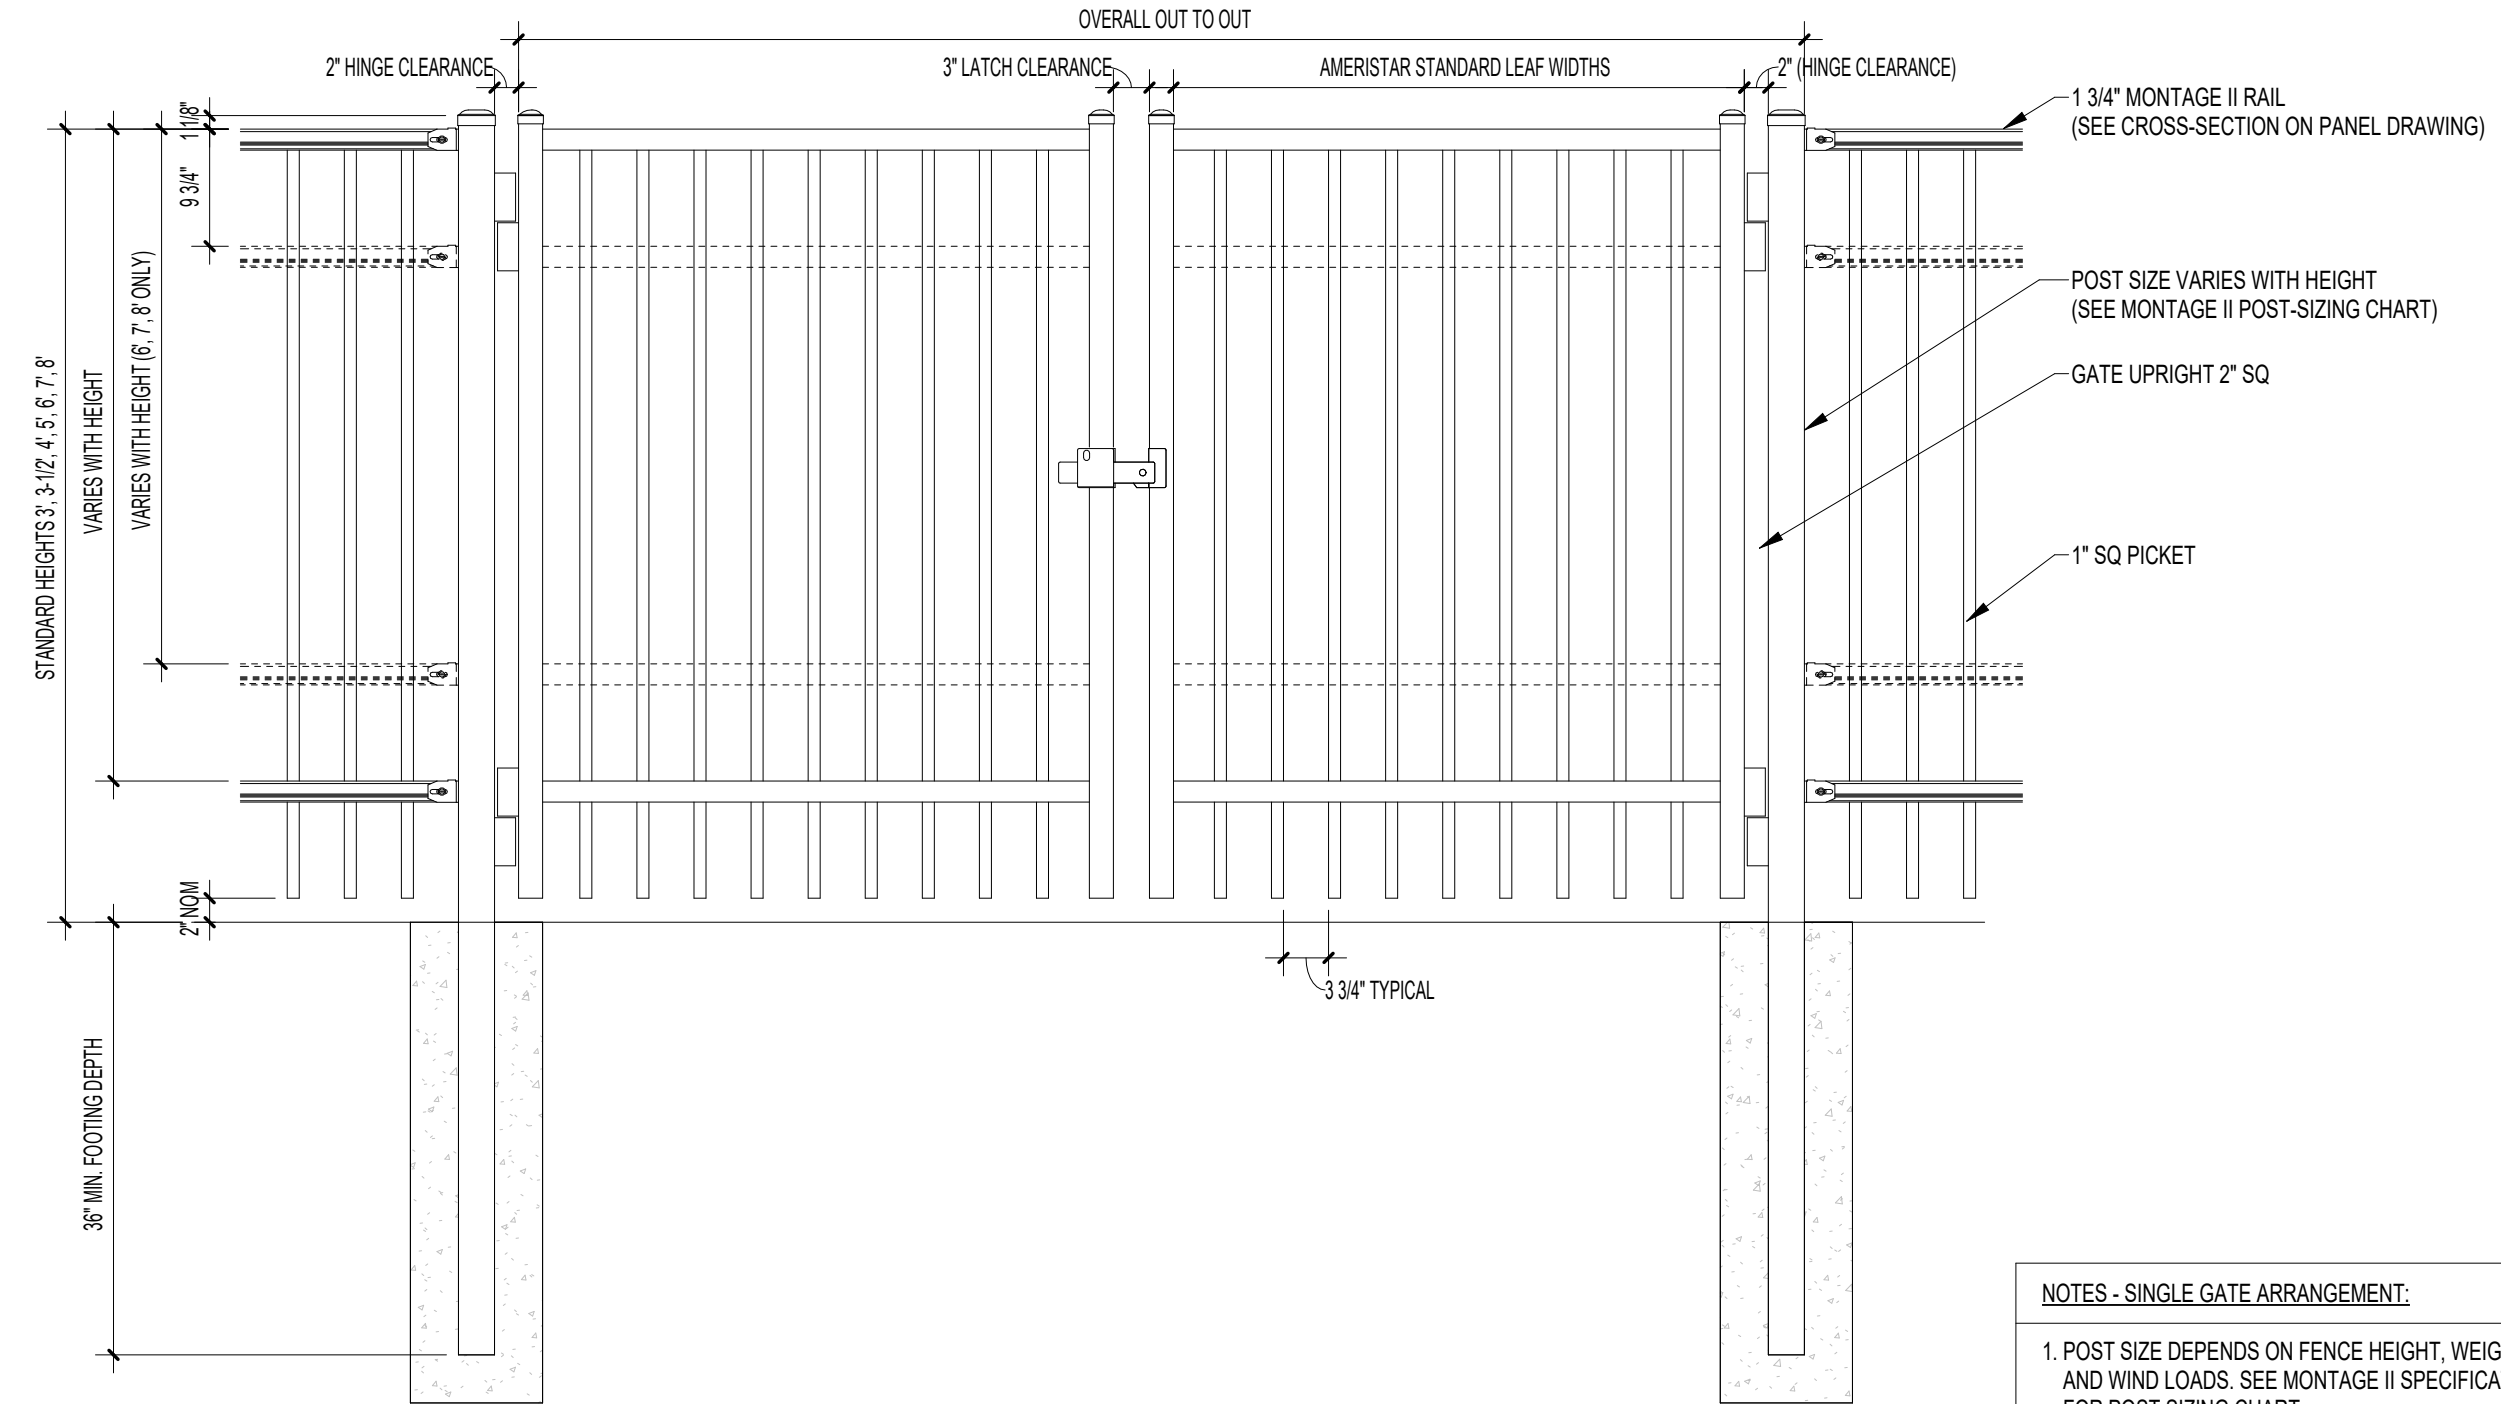 OVERALL OUT TO OUT
2" HINGE CLEARANCE
3" LATCH CLEARANCE
AMERISTAR STANDARD LEAF WIDTHS
2" (HINGE CLEARANCE)
1 3/4" MONTAGE II RAIL
(SEE CROSS-SECTION ON PANEL DRAWING)
1 1/8"
9 3/4"
STANDARD HEIGHTS 3', 3-1/2', 4', 5', 6', 7', 8'
VARIES WITH HEIGHT
VARIES WITH HEIGHT (6', 7', 8' ONLY)
POST SIZE VARIES WITH HEIGHT
(SEE MONTAGE II POST-SIZING CHART)
GATE UPRIGHT 2" SQ
1" SQ PICKET
2" NOM
3 3/4" TYPICAL
36" MIN. FOOTING DEPTH
NOTES - SINGLE GATE ARRANGEMENT:
1. POST SIZE DEPENDS ON FENCE HEIGHT, WEIG
AND WIND LOADS. SEE MONTAGE II SPECIFICA
FOR POST SIZING CHART